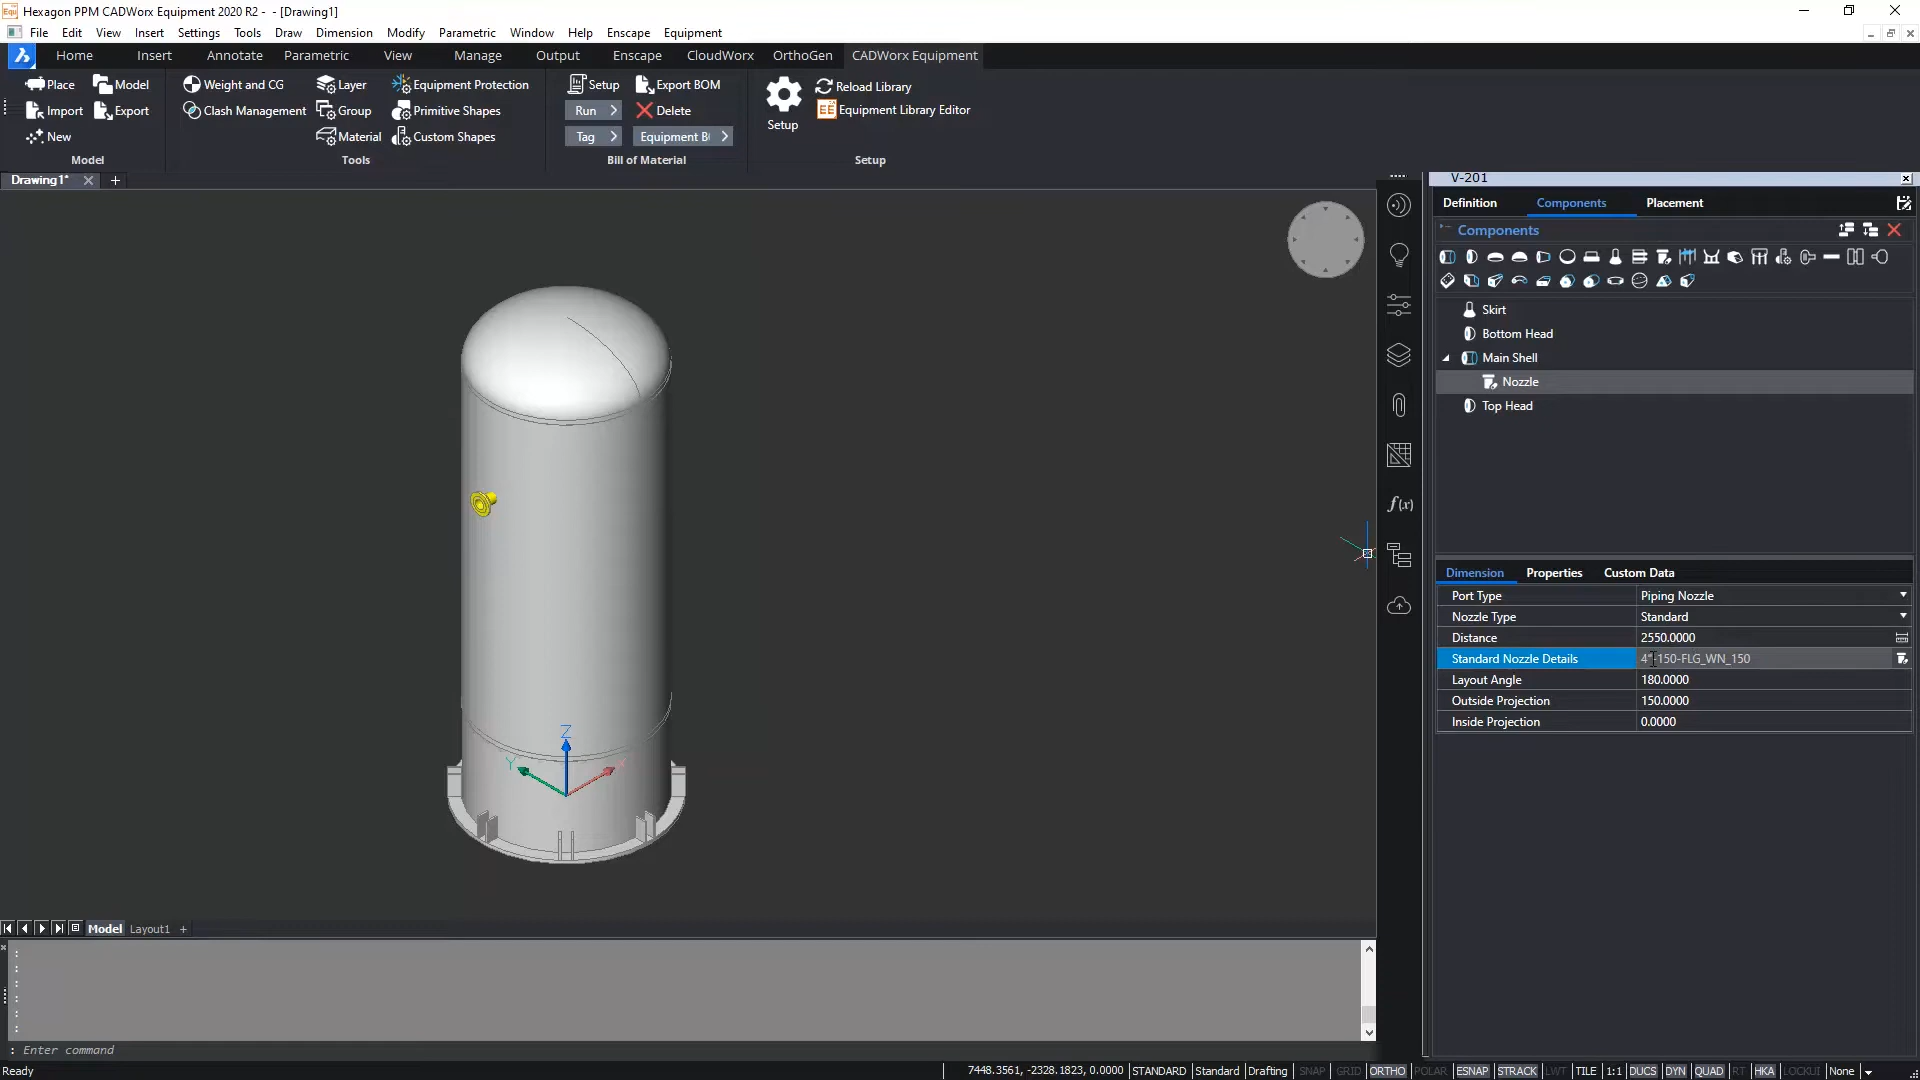 Hexagon PPM CADWorx Equipment 2020 R2 - - [Drawing1]
File Edit View Insert Settings Tools Draw Dimension Modify Parametric Window Help Enscape Equipment
Home Insert Annotate Parametric View Manage Output Enscape CloudWorx OrthoGen CADWorx Equipment
Place Model Weight and CG Layer Equipment Protection Setup Export BOM Reload Library
Import Export Clash Management Group Primitive Shapes Run Delete Equipment Library Editor
Setup
New Material Custom Shapes Tag Equipment B
Model Tools Bill of Material Setup
Drawing1*
V-201
Definition Components Placement
Components
Skirt
Bottom Head
Main Shell
Nozzle
Top Head
f(x)
Dimension Properties Custom Data
Port Type Piping Nozzle
Nozzle Type Standard
Distance 2550.0000
Standard Nozzle Details 4"-150-FLG_WN_150
Layout Angle 180.0000
Outside Projection 150.0000
Inside Projection 0.0000
Z
Y X
Model Layout1 +
:
:
:
:
:
:
: Enter command
Ready 7448.3561, -2328.1823, 0.0000 STANDARD Standard Drafting SNAP GRID ORTHO POLAR ESNAP STRACK LWT TILE 1:1 DUCS DYN QUAD RT HKA LOCKUI None